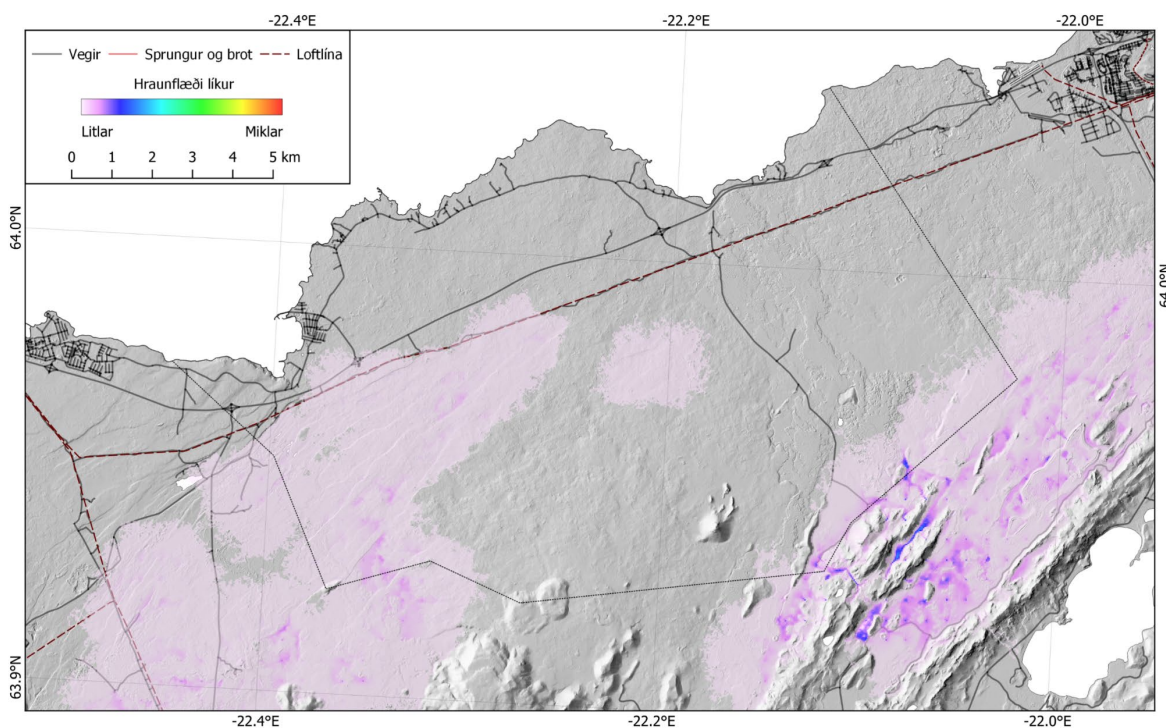 -22.4°E
-22.2°E
-22.0°E
Vegir
Sprungur og brot
Loftlína
Hraunflæði líkur
Litlar
Miklar
0 1 2 3 4 5 km
64.0°N
64.0°N
63.9°N
-22.4°E
-22.2°E
-22.0°E